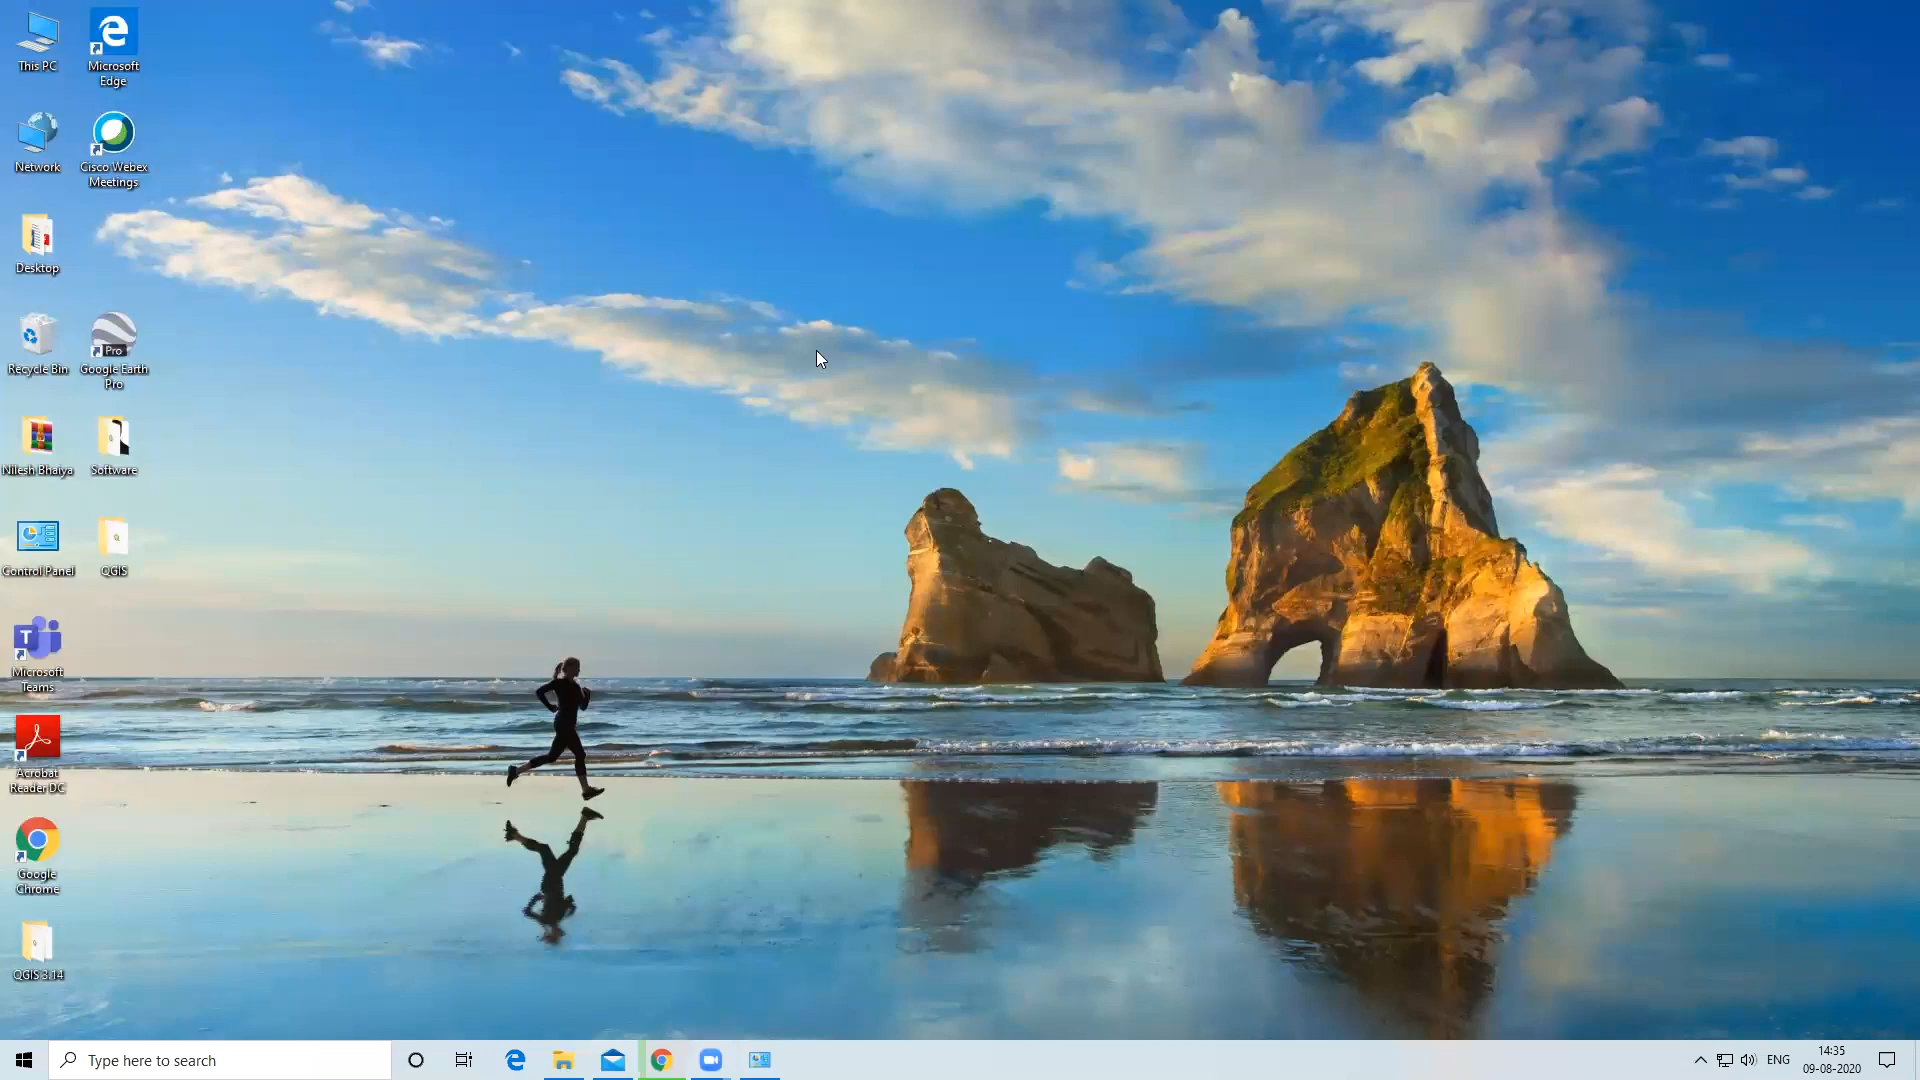 This PC
Microsoft
Edge
Network
Cisco Webex
Meetings
Desktop
Recycle Bin
Pro
Google Earth
Pro
Nilesh Bhaiya
Software
Control Panel
QGIS
T
Microsoft
Teams
Acrobat
Reader DC
Google
Chrome
QGIS 3.14
Type here to search
ENG
14:35
09-08-2020